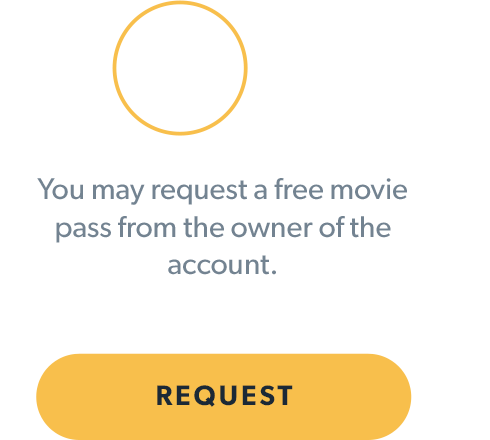 You may request a free movie
pass from the owner of the
account.
REQUEST